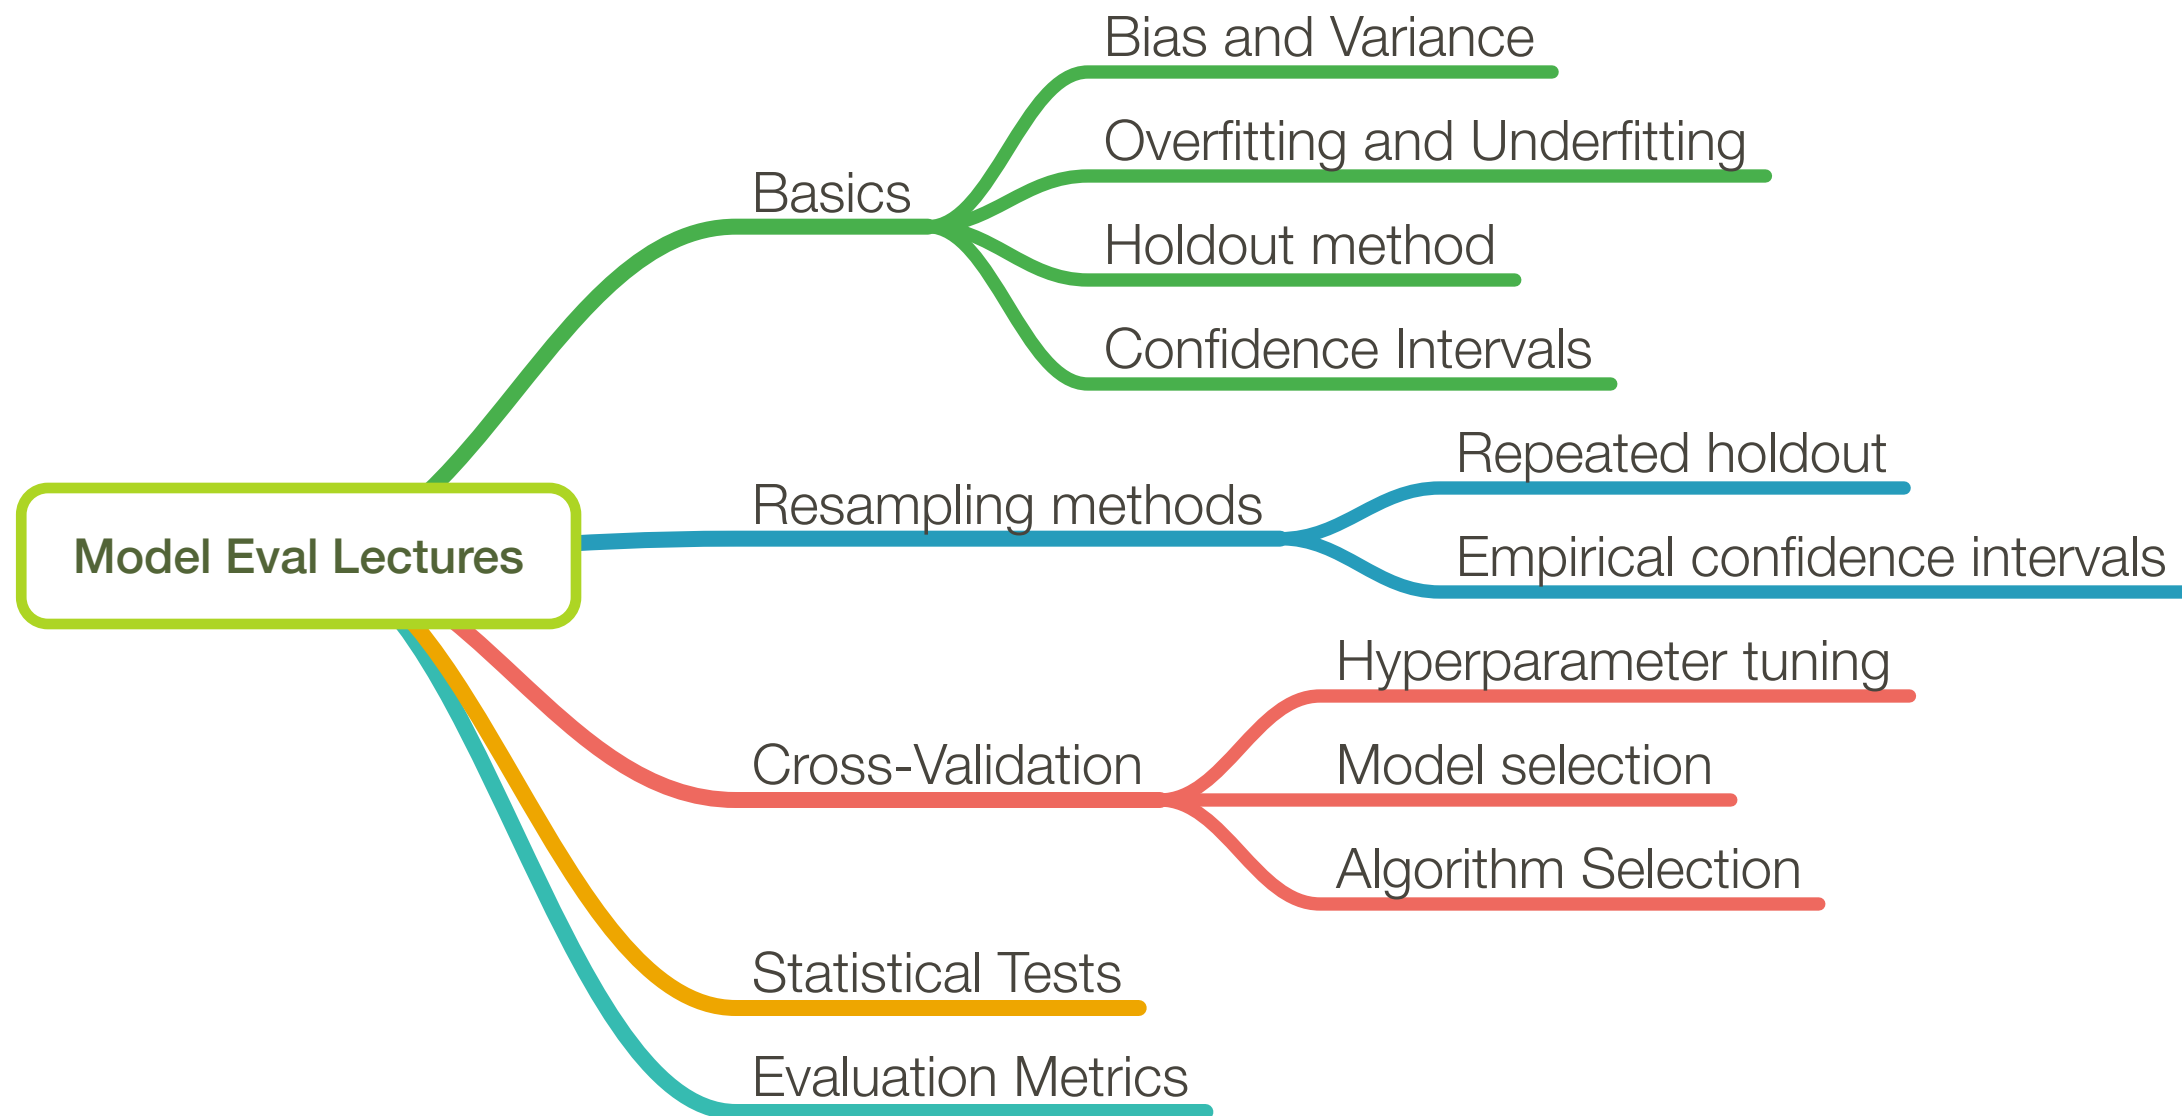 Model Eval Lectures
Basics
Bias and Variance
Overfitting and Underfitting
Holdout method
Confidence Intervals
Resampling methods
Repeated holdout
Empirical confidence intervals
Cross-Validation
Hyperparameter tuning
Model selection
Algorithm Selection
Statistical Tests
Evaluation Metrics